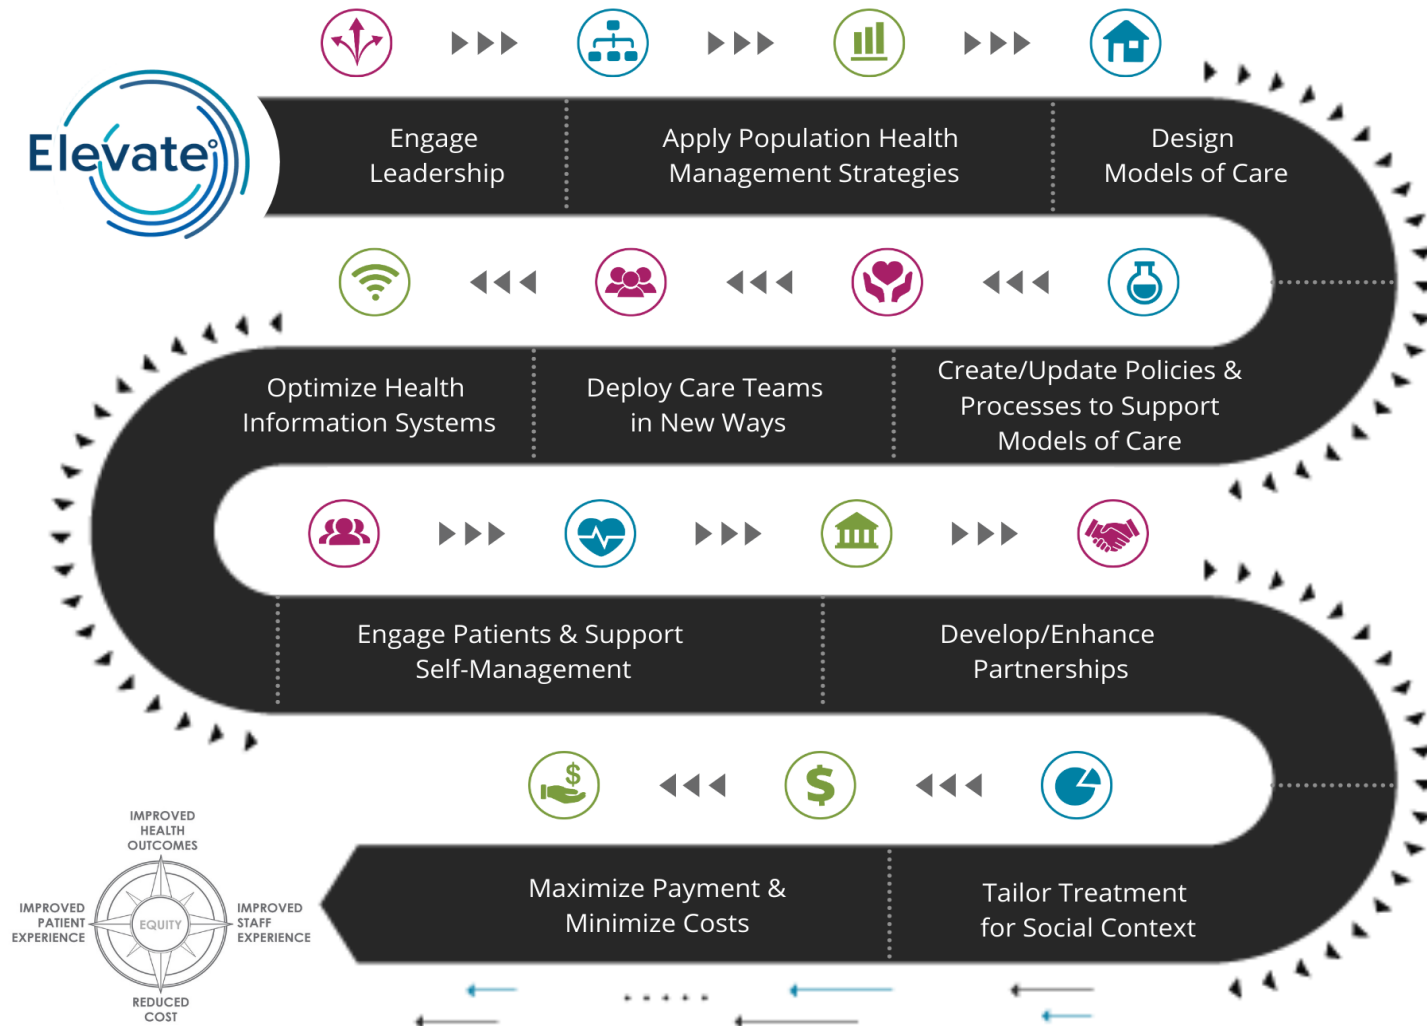 Elevate°
Engage
Leadership
Apply Population Health
Management Strategies
Design
Models of Care
Create/Update Policies &
Processes to Support
Models of Care
Deploy Care Teams
in New Ways
Optimize Health
Information Systems
Engage Patients & Support
Self-Management
Develop/Enhance
Partnerships
Tailor Treatment
for Social Context
Maximize Payment &
Minimize Costs
IMPROVED
HEALTH
OUTCOMES
IMPROVED
PATIENT
EXPERIENCE
EQUITY
IMPROVED
STAFF
EXPERIENCE
REDUCED
COST